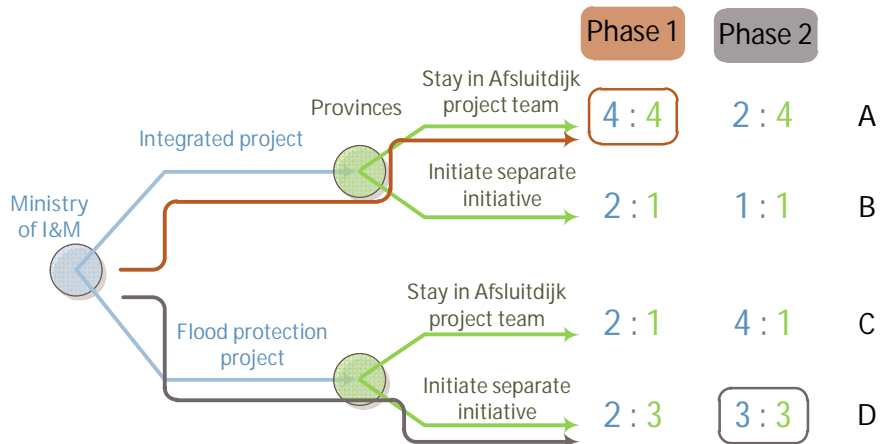 Phase 1 Phase 2
Stay in Afsluitdijk
project team
Provinces
4 : 4 2 : 4 A
Integrated project
Initiate separate
initiative
2 : 1 1 : 1 B
Ministry
of I&M
Stay in Afsluitdijk
project team
2 : 1 4 : 1 C
Flood protection
project
Initiate separate
initiative
2 : 3 3 : 3 D